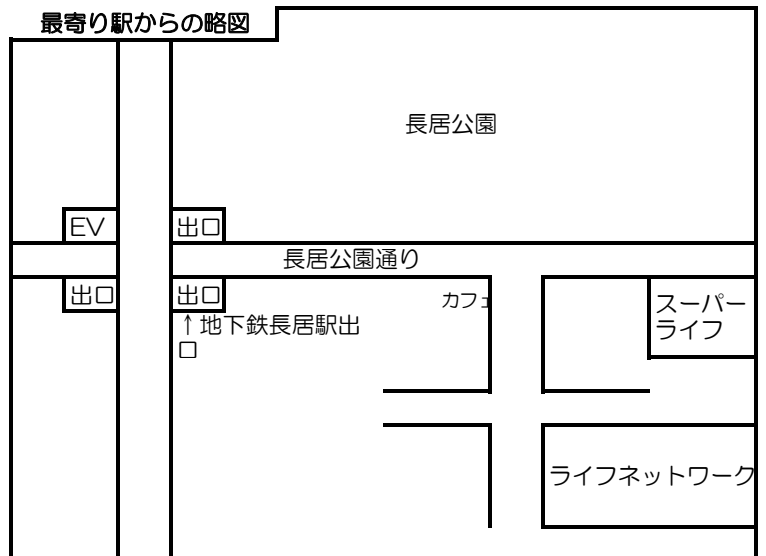 最寄り駅からの略図
長居公園
EV
出口
長居公園通り
出口
出口
カフェ
スーパー
ライフ
↑地下鉄長居駅出
口
ライフネットワーク